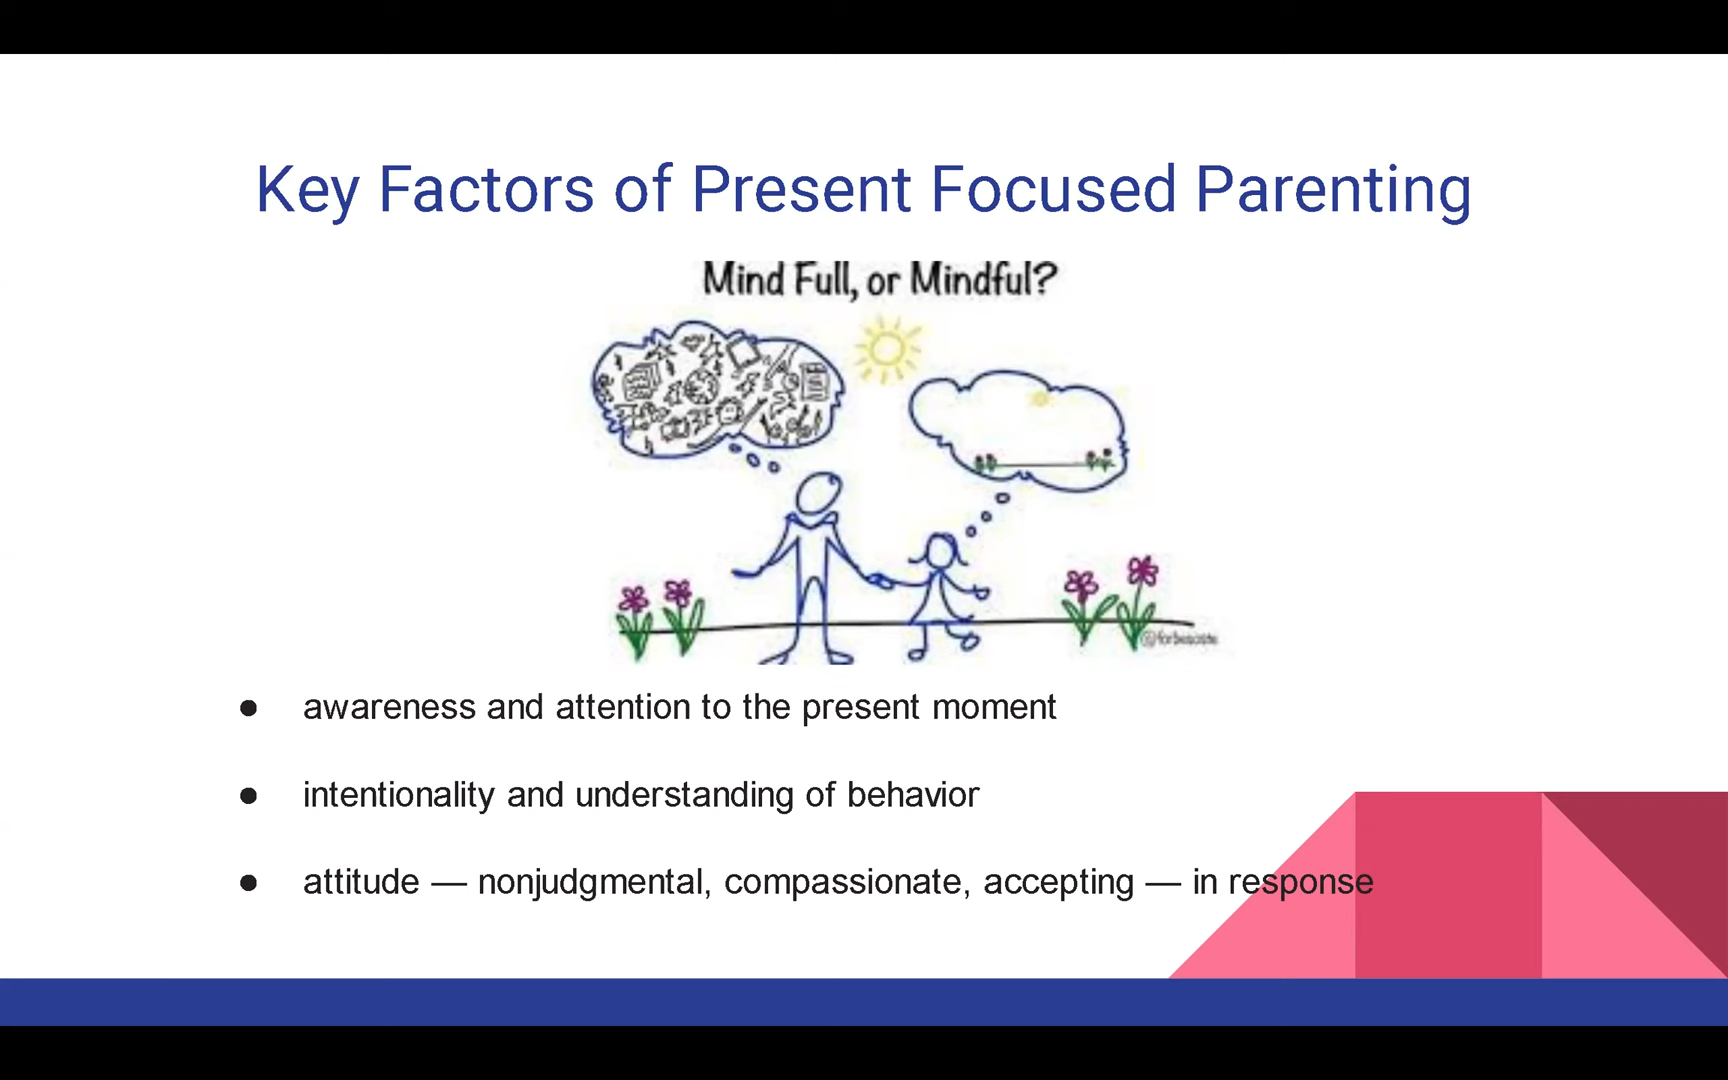 Key Factors of Present Focused Parenting
Mind Full, or Mindful?
● awareness and attention to the present moment
● intentionality and understanding of behavior
● attitude — nonjudgmental, compassionate, accepting — in response